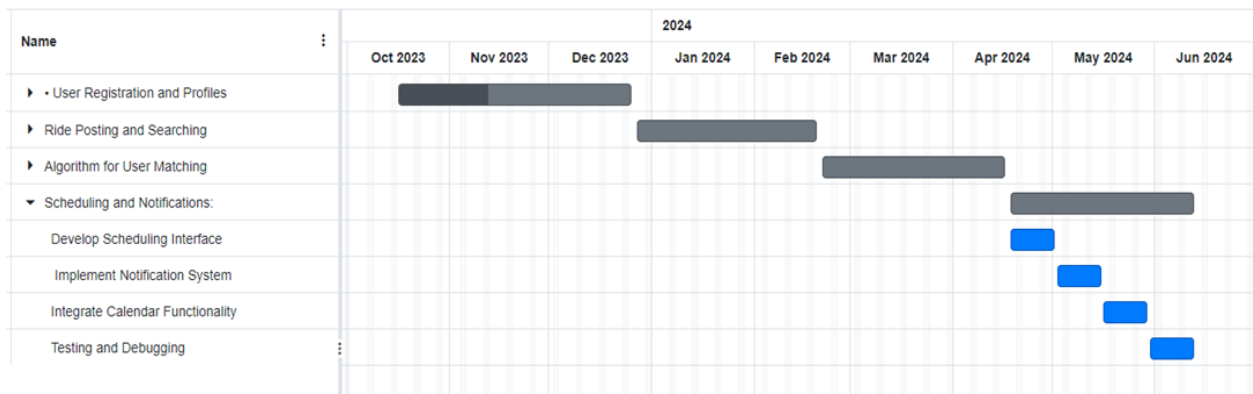 2024
Name
Oct 2023 Nov 2023 Dec 2023 Jan 2024 Feb 2024 Mar 2024 Apr 2024 May 2024 Jun 2024
• User Registration and Profiles
Ride Posting and Searching
Algorithm for User Matching
Scheduling and Notifications:
Develop Scheduling Interface
Implement Notification System
Integrate Calendar Functionality
Testing and Debugging